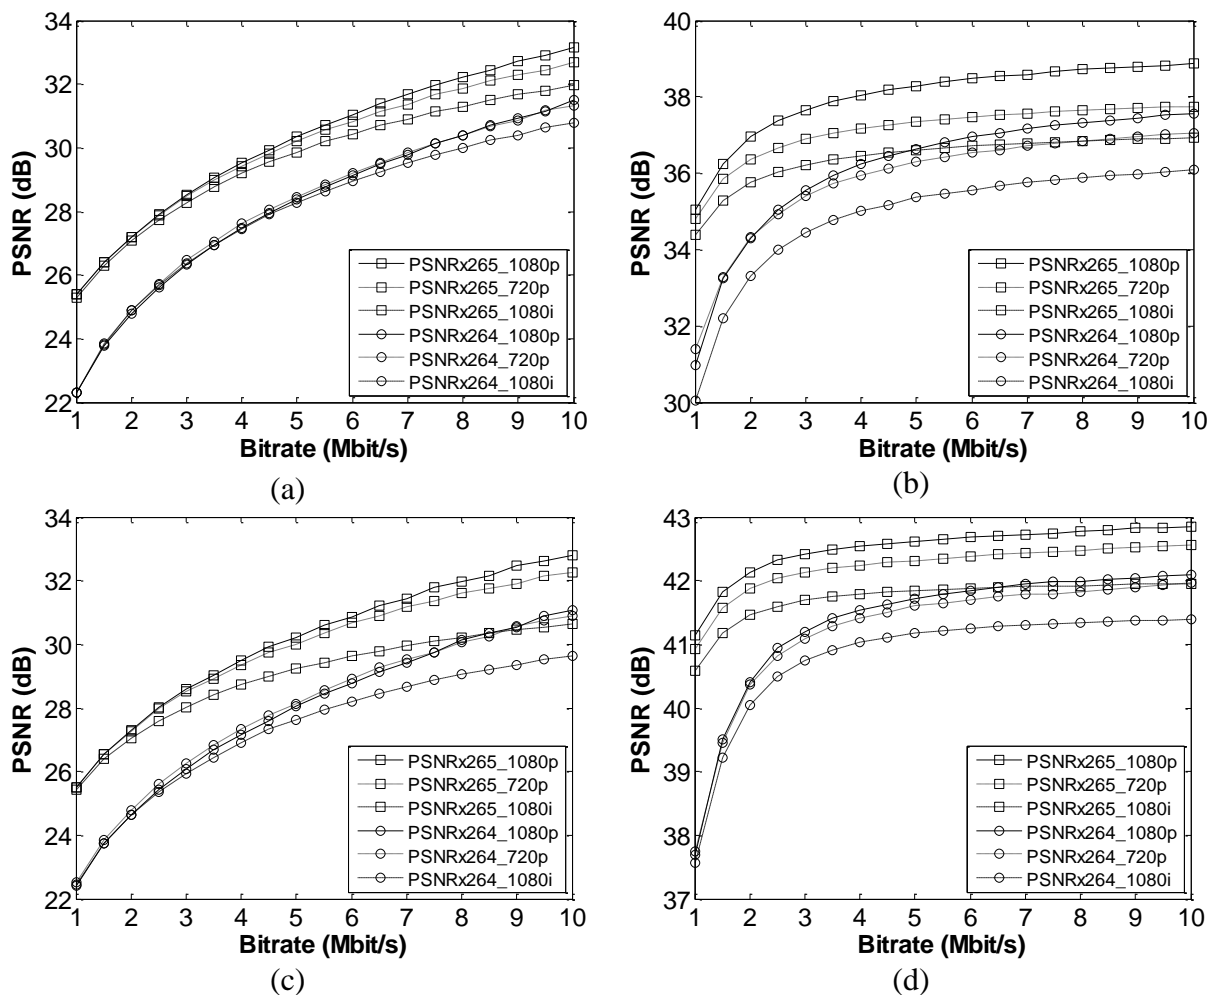 34
32
30
28
26
24
22
PSNR (dB)
PSNRx265_1080p
PSNRx265_720p
PSNRx265_1080i
PSNRx264_1080p
PSNRx264_720p
PSNRx264_1080i
1 2 3 4 5 6 7 8 9 10
Bitrate (Mbit/s)
(a)
40
38
36
34
32
30
PSNR (dB)
PSNRx265_1080p
PSNRx265_720p
PSNRx265_1080i
PSNRx264_1080p
PSNRx264_720p
PSNRx264_1080i
1 2 3 4 5 6 7 8 9 10
Bitrate (Mbit/s)
(b)
34
32
30
28
26
24
22
PSNR (dB)
PSNRx265_1080p
PSNRx265_720p
PSNRx265_1080i
PSNRx264_1080p
PSNRx264_720p
PSNRx264_1080i
1 2 3 4 5 6 7 8 9 10
Bitrate (Mbit/s)
(c)
43
42
41
40
39
38
37
PSNR (dB)
PSNRx265_1080p
PSNRx265_720p
PSNRx265_1080i
PSNRx264_1080p
PSNRx264_720p
PSNRx264_1080i
1 2 3 4 5 6 7 8 9 10
Bitrate (Mbit/s)
(d)